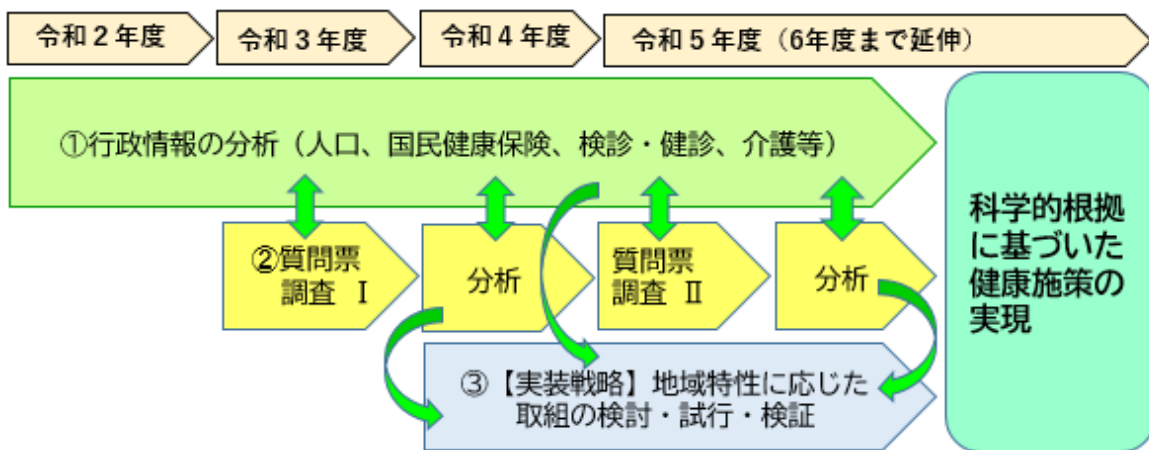 令和２年度
令和３年度
令和４年度
令和５年度（6年度まで延伸）
①行政情報の分析（人口、国民健康保険、検診・健診、介護等）
②質問票
調査 Ⅰ
分析
質問票
調査 Ⅱ
分析
③【実装戦略】地域特性に応じた
取組の検討・試行・検証
科学的根拠
に基づいた
健康施策の
実現